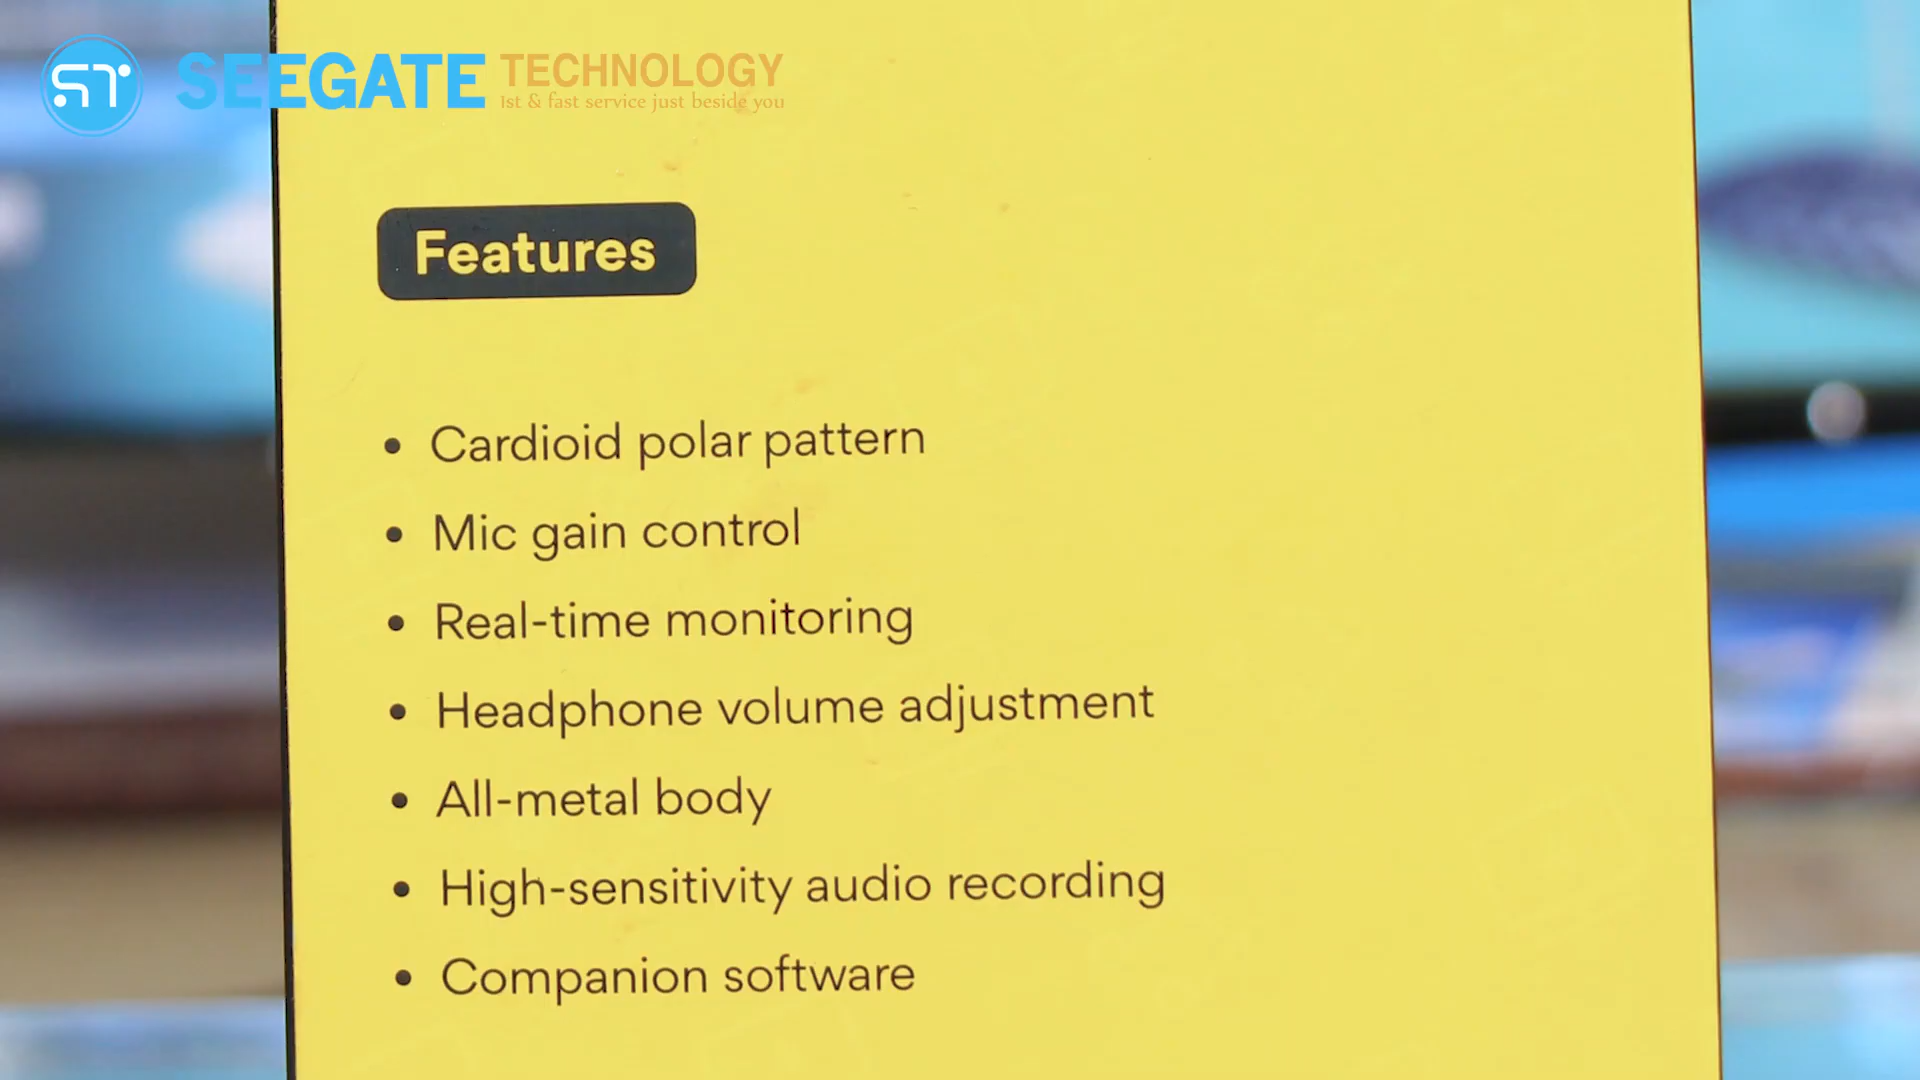 SEEGATE TECHNOLOGY
1st & fast service just beside you
Features
• Cardioid polar pattern
• Mic gain control
• Real-time monitoring
• Headphone volume adjustment
• All-metal body
• High-sensitivity audio recording
• Companion software